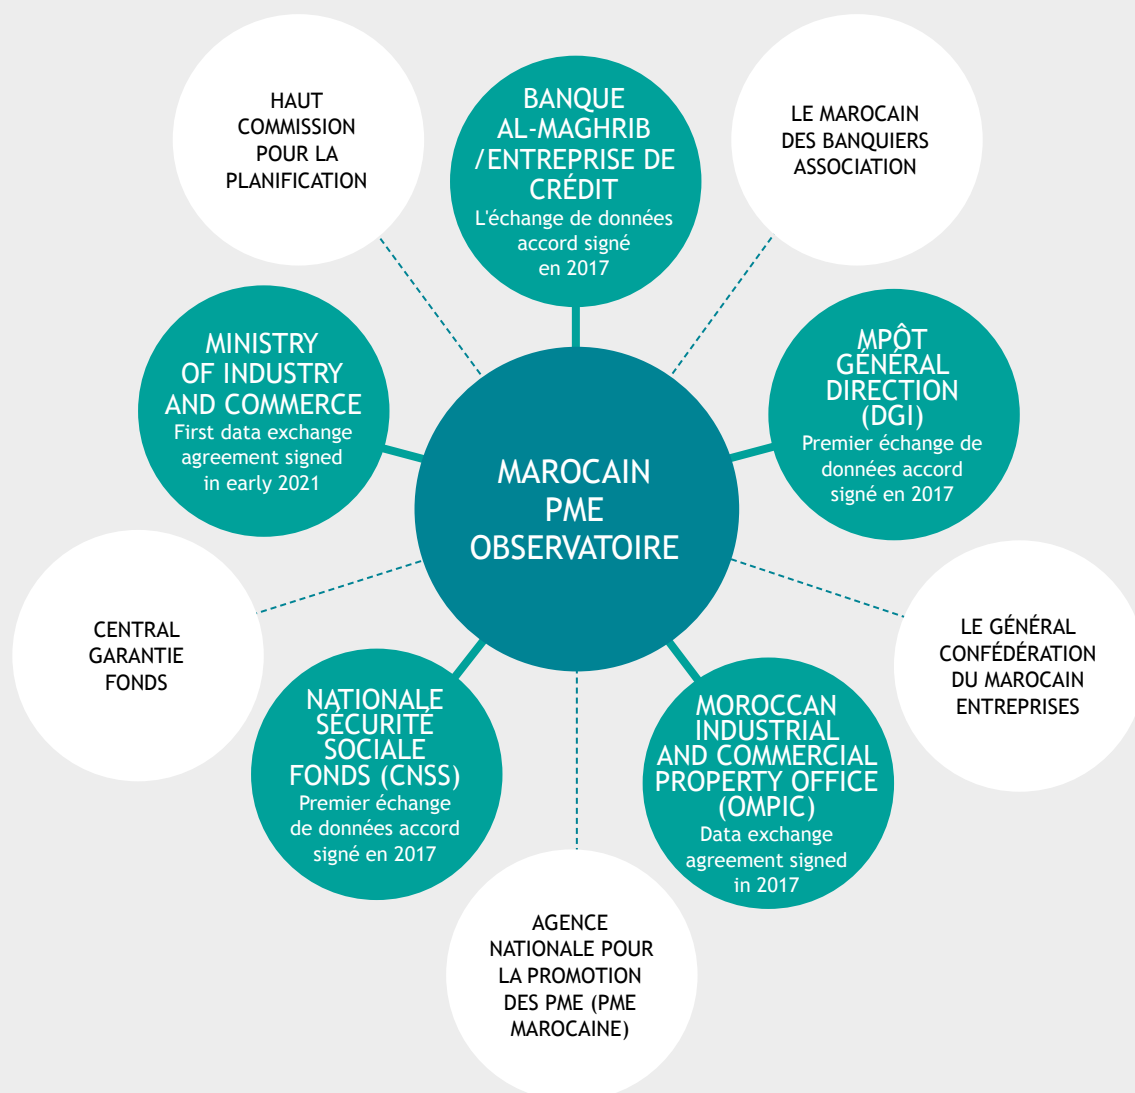 HAUT
COMMISSION
POUR LA
PLANIFICATION
BANQUE
AL-MAGHRIB
/ENTREPRISE DE
CRÉDIT
L'échange de données
accord signé
en 2017
LE MAROCAIN
DES BANQUIERS
ASSOCIATION
MINISTRY
OF INDUSTRY
AND COMMERCE
First data exchange
agreement signed
in early 2021
MPÔT
GÉNÉRAL
DIRECTION
(DGI)
Premier échange de
données accord
signé en 2017
MAROCAIN
PME
OBSERVATOIRE
CENTRAL
GARANTIE
FONDS
LE GÉNÉRAL
CONFÉDÉRATION
DU MAROCAIN
ENTREPRISES
NATIONALE
SÉCURITÉ
SOCIALE
FONDS (CNSS)
Premier échange
de données accord
signé en 2017
MOROCCAN
INDUSTRIAL
AND COMMERCIAL
PROPERTY OFFICE
(OMPIC)
Data exchange
agreement signed
in 2017
AGENCE
NATIONALE POUR
LA PROMOTION
DES PME (PME
MAROCAINE)